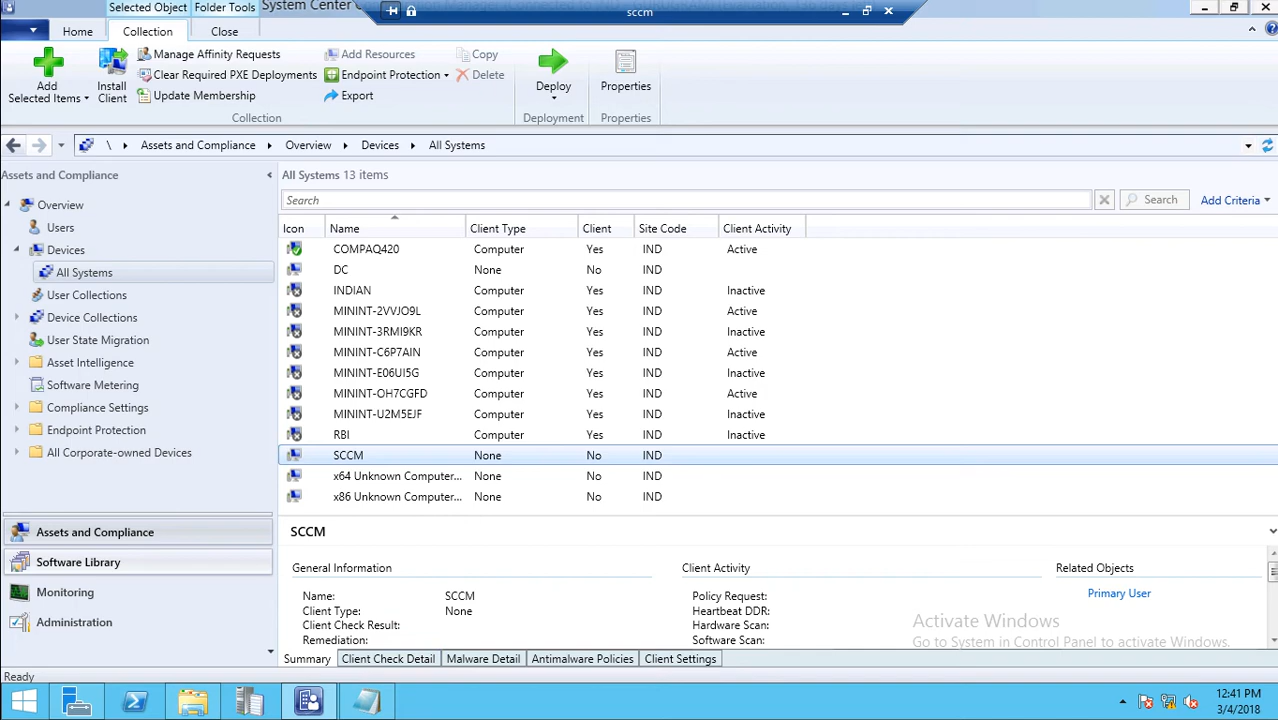 Selected Object Folder Tools System Center
sccm
Home Collection Close
Add
Selected Items
Install
Client
Manage Affinity Requests
Clear Required PXE Deployments
Update Membership
Add Resources
Endpoint Protection
Export
Copy
Delete
Deploy
Properties
Collection Deployment Properties
\ Assets and Compliance Overview Devices All Systems
Assets and Compliance
Overview
Users
Devices
All Systems
User Collections
Device Collections
User State Migration
Asset Intelligence
Software Metering
Compliance Settings
Endpoint Protection
All Corporate-owned Devices
Assets and Compliance
Software Library
Monitoring
Administration
All Systems 13 items
Search Search Add Criteria
Icon Name Client Type Client Site Code Client Activity
COMPAQ420 Computer Yes IND Active
DC None No IND
INDIAN Computer Yes IND Inactive
MININT-2VVJO9L Computer Yes IND Active
MININT-3RMI9KR Computer Yes IND Inactive
MININT-C6P7AIN Computer Yes IND Active
MININT-E06UI5G Computer Yes IND Inactive
MININT-OH7CGFD Computer Yes IND Active
MININT-U2M5EJF Computer Yes IND Inactive
RBI Computer Yes IND Inactive
SCCM None No IND
x64 Unknown Computer... None No IND
x86 Unknown Computer... None No IND
SCCM
General Information Client Activity Related Objects
Name: SCCM
Client Type: None
Client Check Result:
Remediation:
Policy Request:
Heartbeat DDR:
Hardware Scan:
Software Scan:
Primary User
Activate Windows
Go to System in Control Panel to activate Windows.
Summary Client Check Detail Malware Detail Antimalware Policies Client Settings
Ready
12:41 PM
3/4/2018